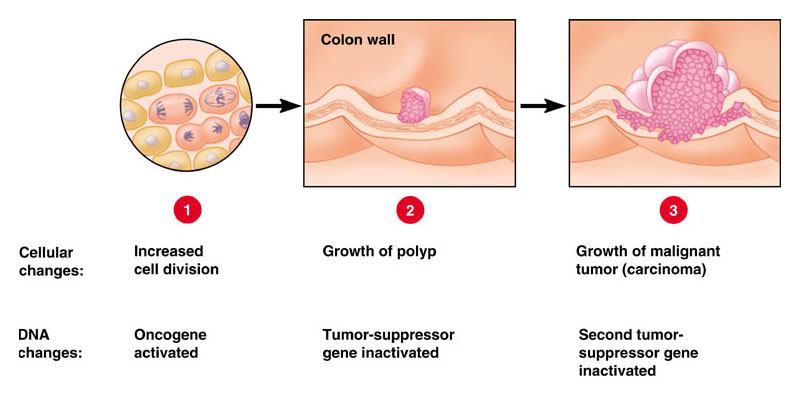 Colon wall
1
2
3
Cellular
changes:
Increased
cell division
Growth of polyp
Growth of malignant
tumor (carcinoma)
DNA
changes:
Oncogene
activated
Tumor-suppressor
gene inactivated
Second tumor-
suppressor gene
inactivated